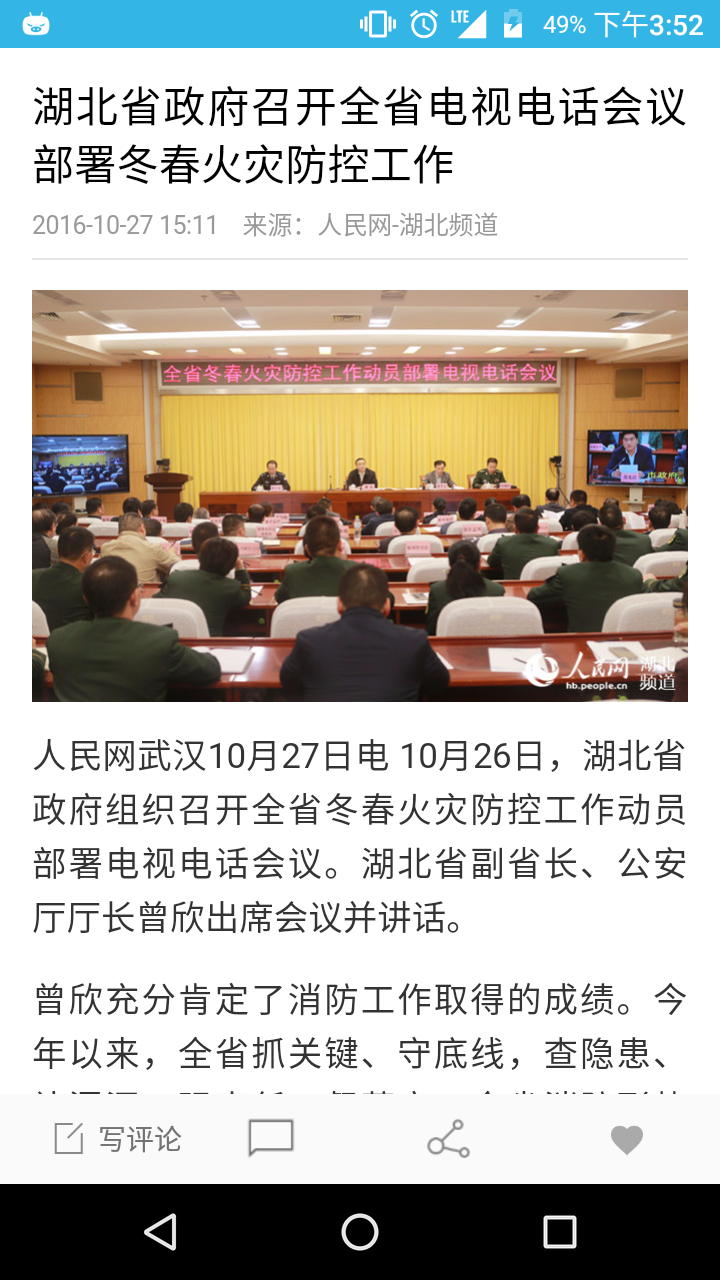 LTE 49% 下午3:52
湖北省政府召开全省电视电话会议
部署冬春火灾防控工作
2016-10-27 15:11 来源：人民网-湖北频道
全省冬春火灾防控工作动员部署电视电话会议
人民网 湖北
hb.people.cn 频道
人民网武汉10月27日电 10月26日，湖北省
政府组织召开全省冬春火灾防控工作动员
部署电视电话会议。湖北省副省长、公安
厅厅长曾欣出席会议并讲话。
曾欣充分肯定了消防工作取得的成绩。今
年以来，全省抓关键、守底线，查隐患、
写评论